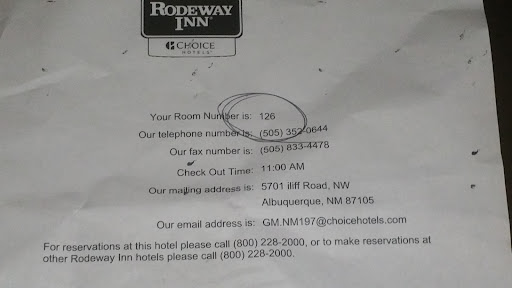 RODEWAY
INN®
CHOICE
HOTELS®
Your Room Number is: 126
Our telephone number is: (505) 352-0644
Our fax number is: (505) 833-4478
Check Out Time: 11:00 AM
Our mailing address is: 5701 iliff Road, NW
Albuquerque, NM 87105
Our email address is: GM.NM197@choicehotels.com
For reservations at this hotel please call (800) 228-2000, or to make reservations at
other Rodeway Inn hotels please call (800) 228-2000.